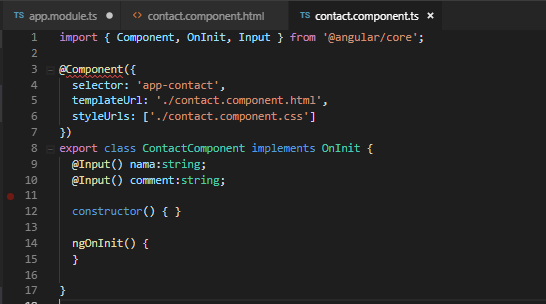 TS app.module.ts ●
<> contact.component.html
TS contact.component.ts ×
1 import { Component, OnInit, Input } from '@angular/core';
2
3 @Component({
4 selector: 'app-contact',
5 templateUrl: './contact.component.html',
6 styleUrls: ['./contact.component.css']
7 })
8 export class ContactComponent implements OnInit {
9 @Input() nama:string;
10 @Input() comment:string;
11
12 constructor() { }
13
14 ngOnInit() {
15 }
16
17 }
18